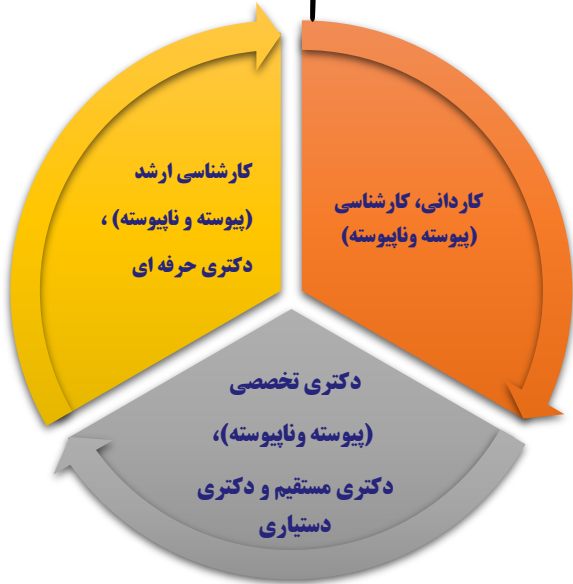 کاردانی، کارشناسی
(پیوسته وناپیوسته)
کارشناسی ارشد
(پیوسته و ناپیوسته) ،
دکتری حرفه ای
دکتری تخصصی
(پیوسته وناپیوسته)،
دکتری مستقیم و دکتری
دستیاری